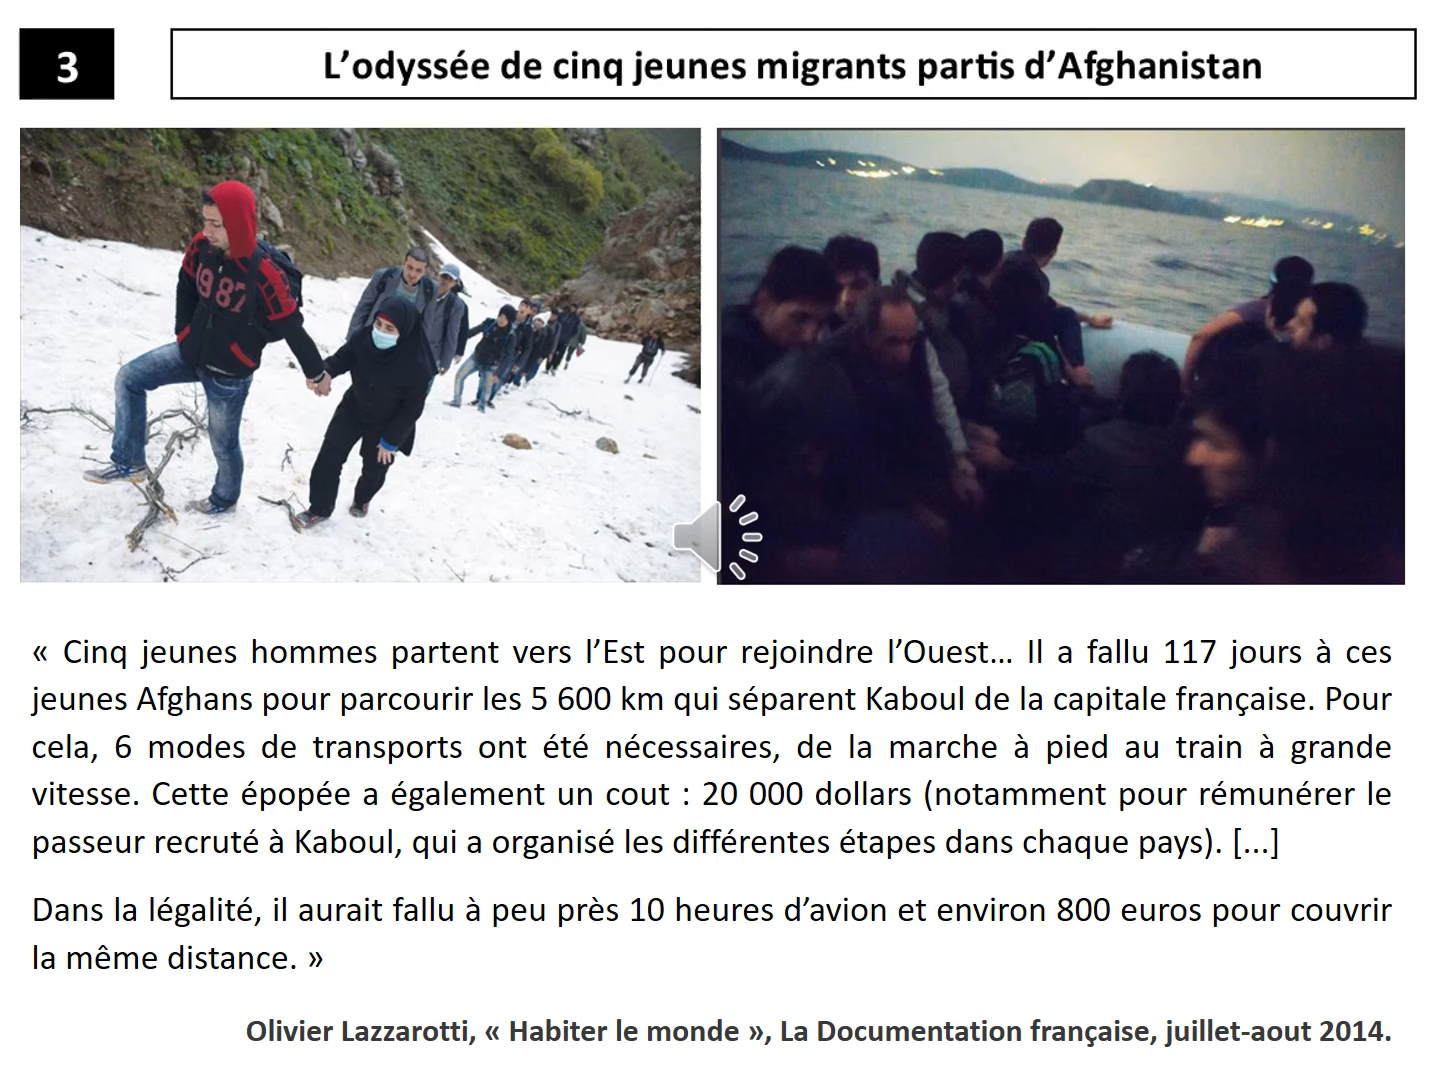 3
L’odyssée de cinq jeunes migrants partis d’Afghanistan
1987
« Cinq jeunes hommes partent vers l’Est pour rejoindre l’Ouest... Il a fallu 117 jours à ces
jeunes Afghans pour parcourir les 5 600 km qui séparent Kaboul de la capitale française. Pour
cela, 6 modes de transports ont été nécessaires, de la marche à pied au train à grande
vitesse. Cette épopée a également un cout : 20 000 dollars (notamment pour rémunérer le
passeur recruté à Kaboul, qui a organisé les différentes étapes dans chaque pays). [...]
Dans la légalité, il aurait fallu à peu près 10 heures d’avion et environ 800 euros pour couvrir
la même distance. »
Olivier Lazzarotti, « Habiter le monde », La Documentation française, juillet-aout 2014.